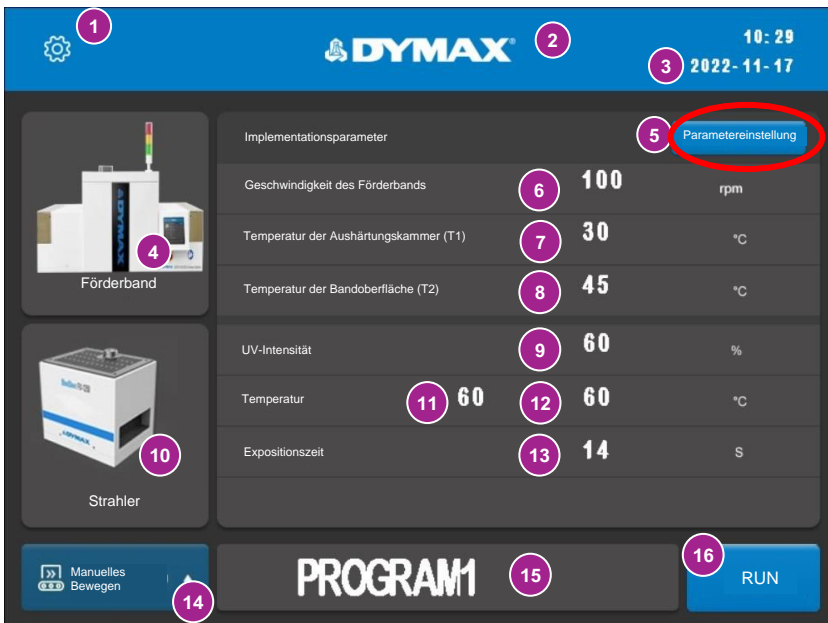 1
DYMAX® 2
10:29
3 2022-11-17
Implementationsparameter 5 Parametereinstellung
Geschwindigkeit des Förderbands 6 100 rpm
Temperatur der Aushärtungskammer (T1) 7 30 °C
Temperatur der Bandoberfläche (T2) 8 45 °C
DYMAX
4
Förderband
UV-Intensität 9 60 %
Temperatur 11 60 12 60 °C
Expositionszeit 13 14 S
DYMAX
10
Strahler
Manuelles
Bewegen
14
PROGRAM1 15
16
RUN